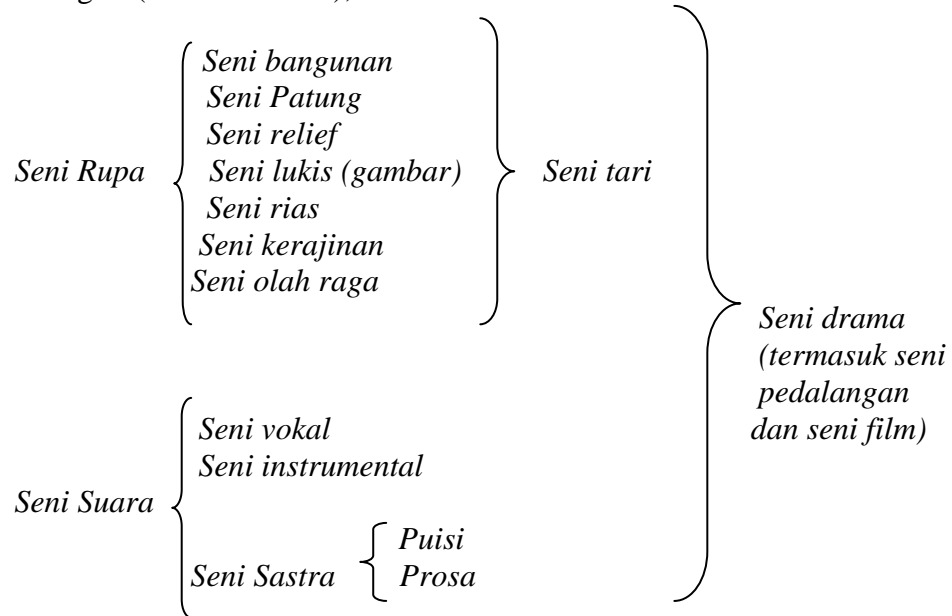 Seni Rupa
Seni bangunan
Seni Patung
Seni relief
Seni lukis (gambar)
Seni rias
Seni kerajinan
Seni olah raga
Seni tari
Seni Suara
Seni vokal
Seni instrumental
Seni Sastra
Puisi
Prosa
Seni drama
(termasuk seni
pedalangan
dan seni film)